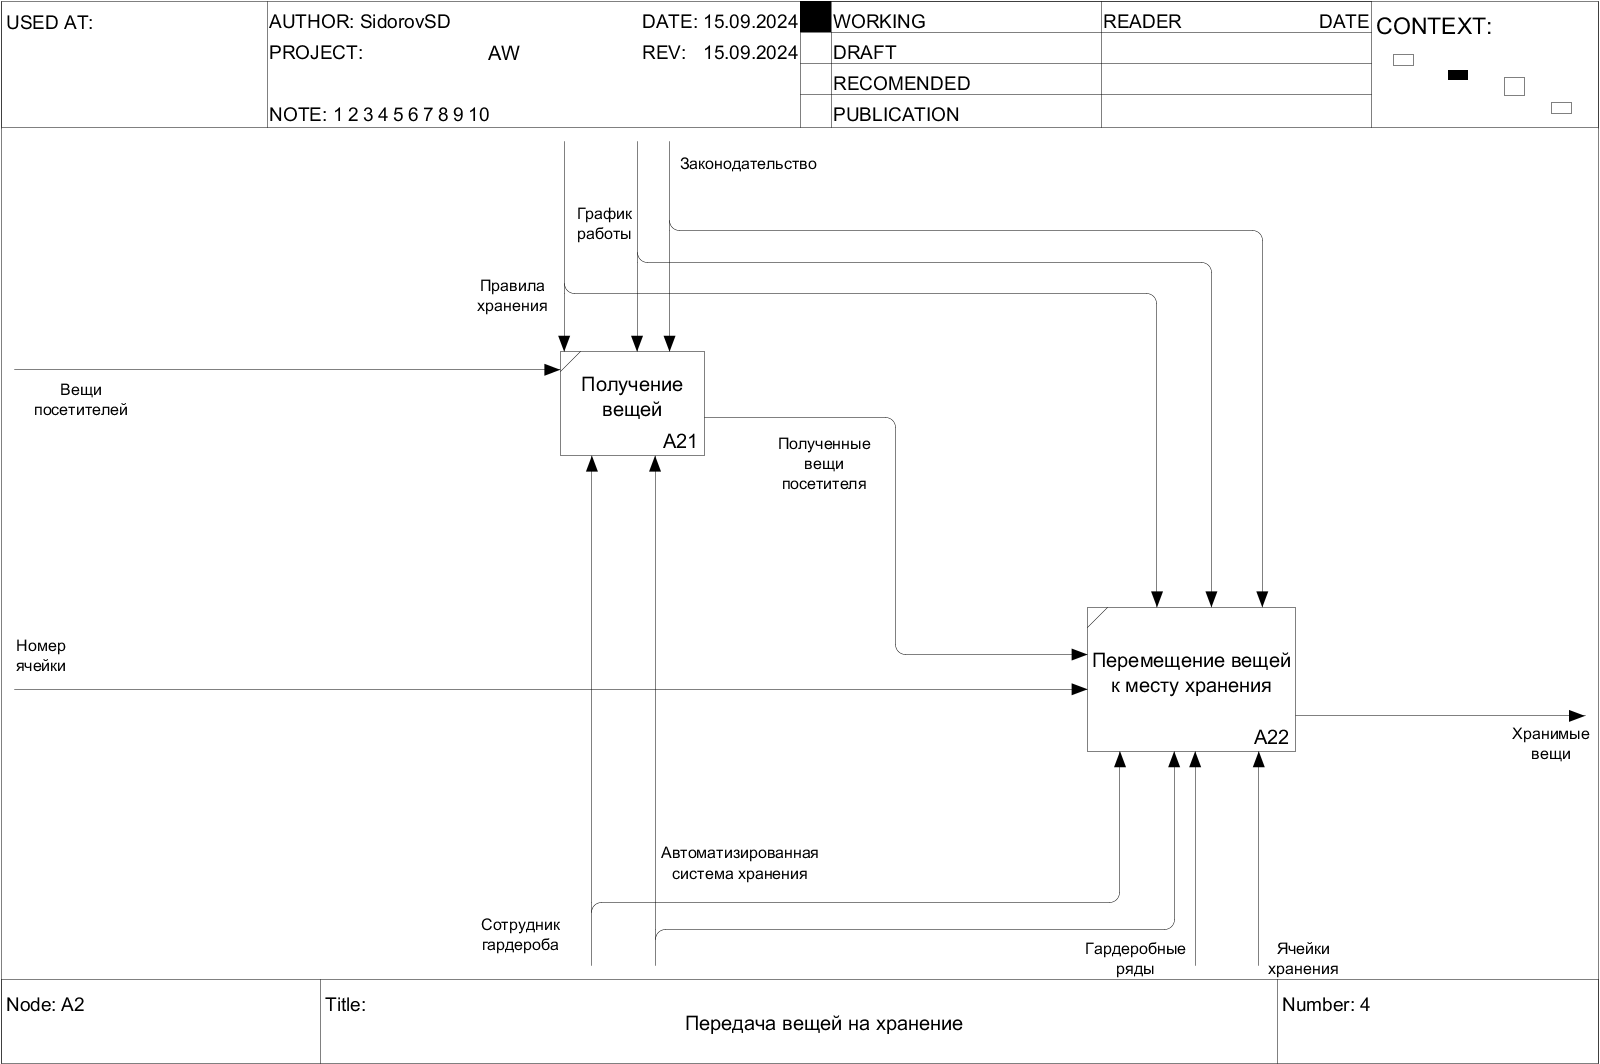 USED AT:
AUTHOR: SidorovSD
DATE: 15.09.2024
PROJECT: AW
REV: 15.09.2024
NOTE: 1 2 3 4 5 6 7 8 9 10
WORKING
DRAFT
RECOMENDED
PUBLICATION
READER DATE
CONTEXT:
Законодательство
График
работы
Правила
хранения
Вещи
посетителей
Получение
вещей
A21
Полученные
вещи
посетителя
Номер
ячейки
Перемещение вещей
к месту хранения
A22
Хранимые
вещи
Автоматизированная
система хранения
Сотрудник
гардероба
Гардеробные
ряды
Ячейки
хранения
Node: A2
Title:
Передача вещей на хранение
Number: 4